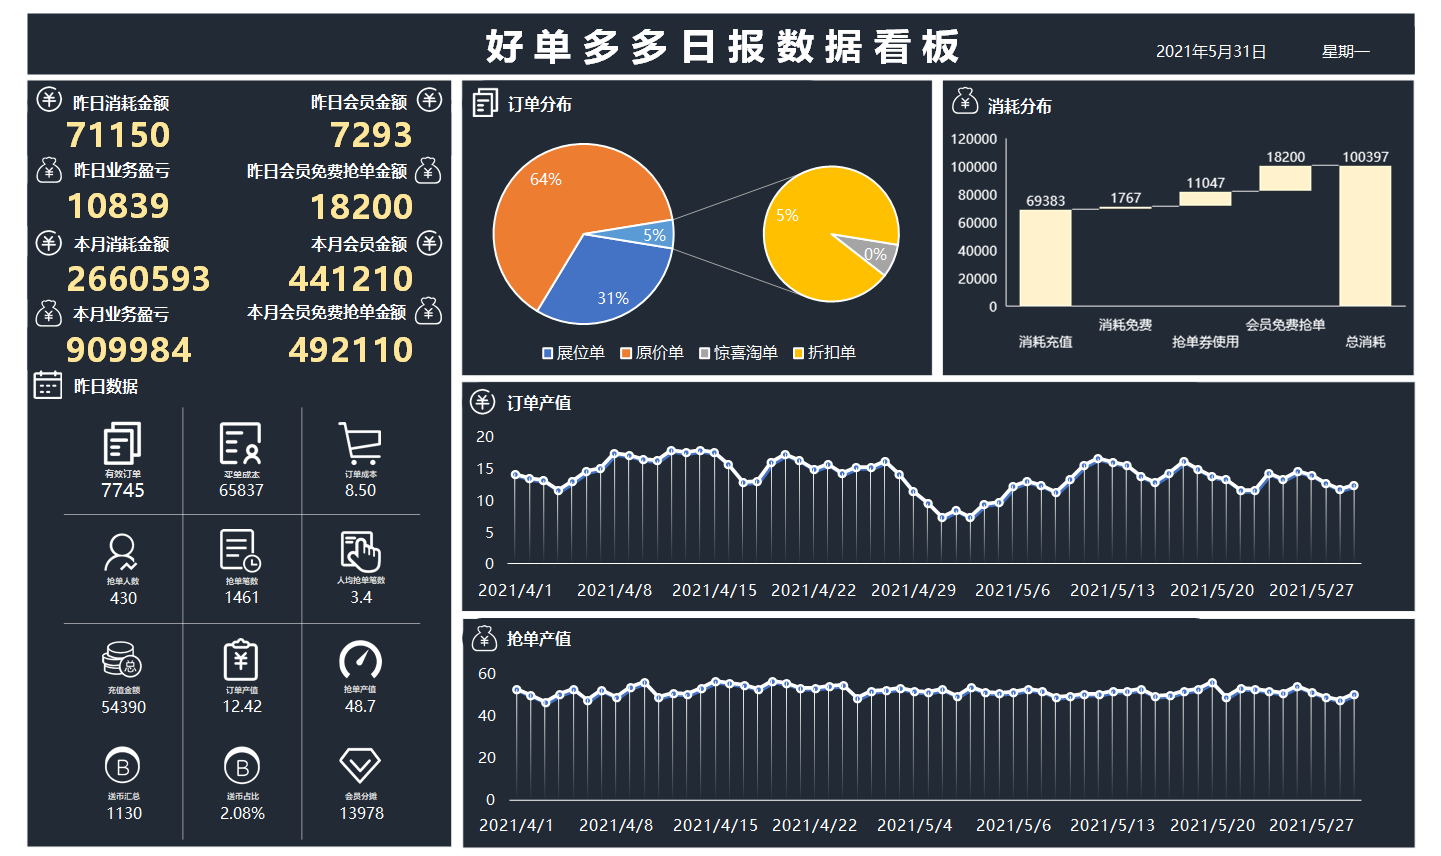 好单多多日报数据看板
2021年5月31日 星期一
昨日消耗金额 昨日会员金额
71150 7293
昨日业务盈亏 昨日会员免费抢单金额
10839 18200
本月消耗金额 本月会员金额
2660593 441210
本月业务盈亏 本月会员免费抢单金额
909984 492110
昨日数据
有效订单 买单成本 订单成本
7745 65837 8.50
抢单人数 抢单笔数 人均抢单笔数
430 1461 3.4
总
充值金额 订单产值 抢单产值
54390 12.42 48.7
B B
送币汇总 送币占比 会员分摊
1130 2.08% 13978
订单分布
64%
5%
31%
5%
0%
展位单 原价单 惊喜淘单 折扣单
消耗分布
120000
100000
80000
60000
40000
20000
0
69383 1767 11047 18200 100397
消耗充值 消耗免费 抢单券使用 会员免费抢单 总消耗
订单产值
20
15
10
5
0
2021/4/1 2021/4/8 2021/4/15 2021/4/22 2021/4/29 2021/5/6 2021/5/13 2021/5/20 2021/5/27
抢单产值
60
40
20
0
2021/4/1 2021/4/8 2021/4/15 2021/4/22 2021/5/4 2021/5/6 2021/5/13 2021/5/20 2021/5/27